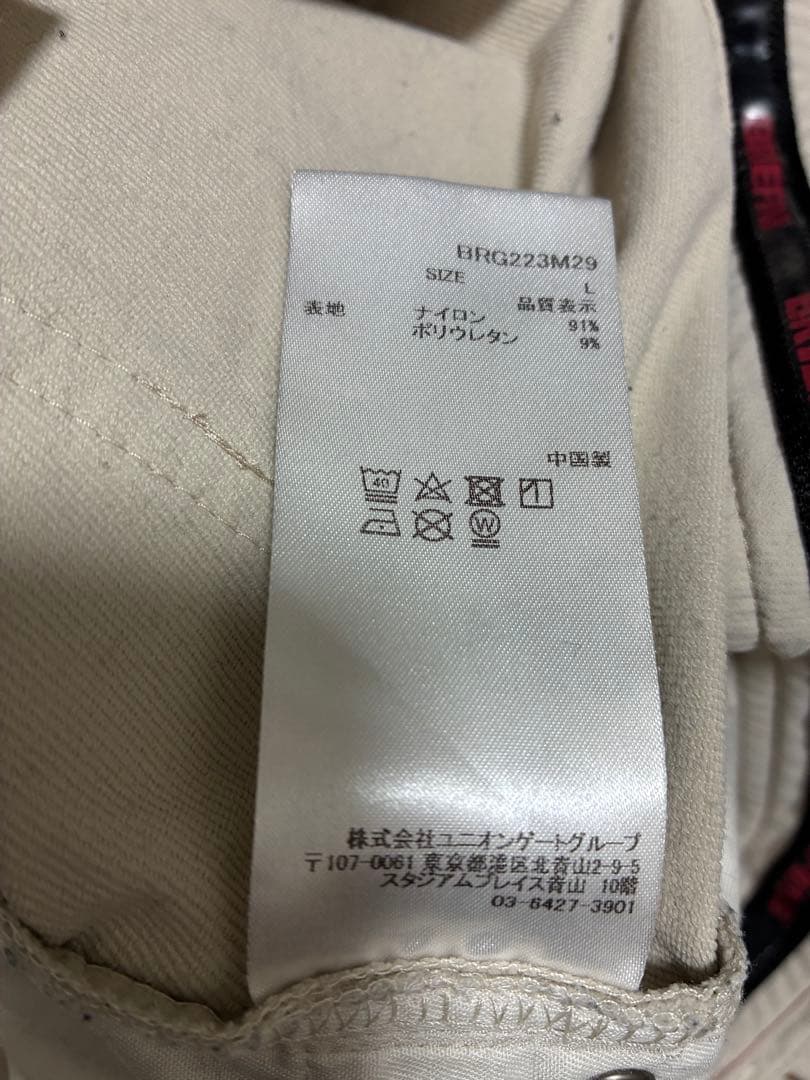 BRG223M29
SIZE L
品質表示
表地 ナイロン 91%
ポリウレタン 9%
中国製
40
W
株式会社ユニオンゲートグループ
〒107-0061 東京都港区北青山2-9-5
スタジアムプレイス青山 10階
03-6427-3901